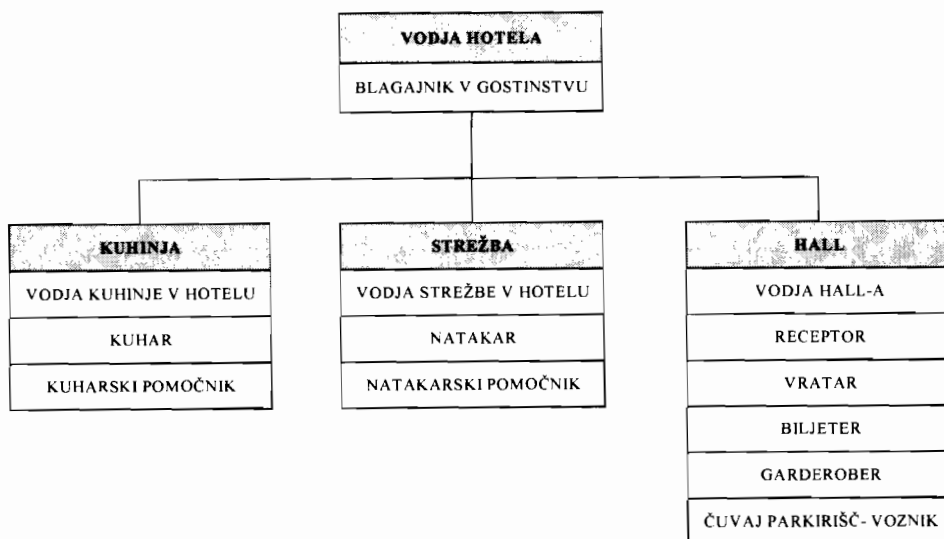 VODJA HOTELA
BLAGAJNIK V GOSTINSTVU
KUHINJA
VODJA KUHINJE V HOTELU
KUHAR
KUHARSKI POMOČNIK
STREŽBA
VODJA STREŽBE V HOTELU
NATAKAR
NATAKARSKI POMOČNIK
HALL
VODJA HALL-A
RECEPTOR
VRATAR
BILJETER
GARDEROBER
ČUVAJ PARKIRIŠČ- VOZNIK